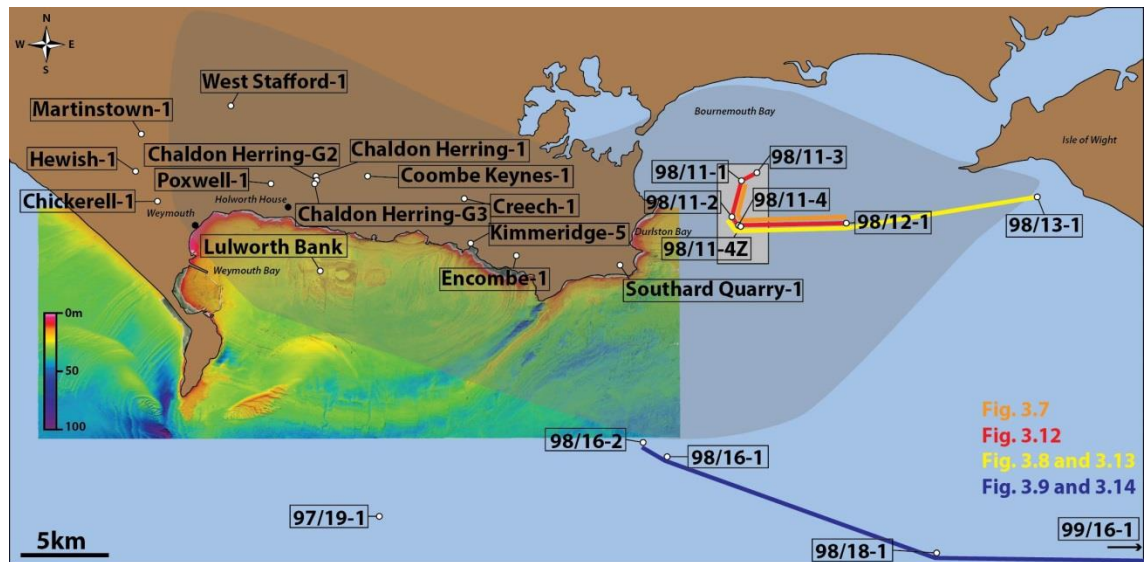 N
W E
S
West Stafford-1
Martinstown-1
Bournemouth Bay
Isle of Wight
Hewish-1
Chaldon Herring-G2
Chaldon Herring-1
98/11-3
98/11-1
Poxwell-1
Coombe Keynes-1
Holworth House
98/11-4
Chickerell-1
Weymouth
Chaldon Herring-G3
Creech-1
98/11-2
98/12-1
98/13-1
Lulworth Bank
Kimmeridge-5
Durlston Bay
98/11-4Z
Weymouth Bay
Encombe-1
Southard Quarry-1
0m
50
100
Fig. 3.7
Fig. 3.12
Fig. 3.8 and 3.13
Fig. 3.9 and 3.14
98/16-2
98/16-1
97/19-1
99/16-1
98/18-1
5km